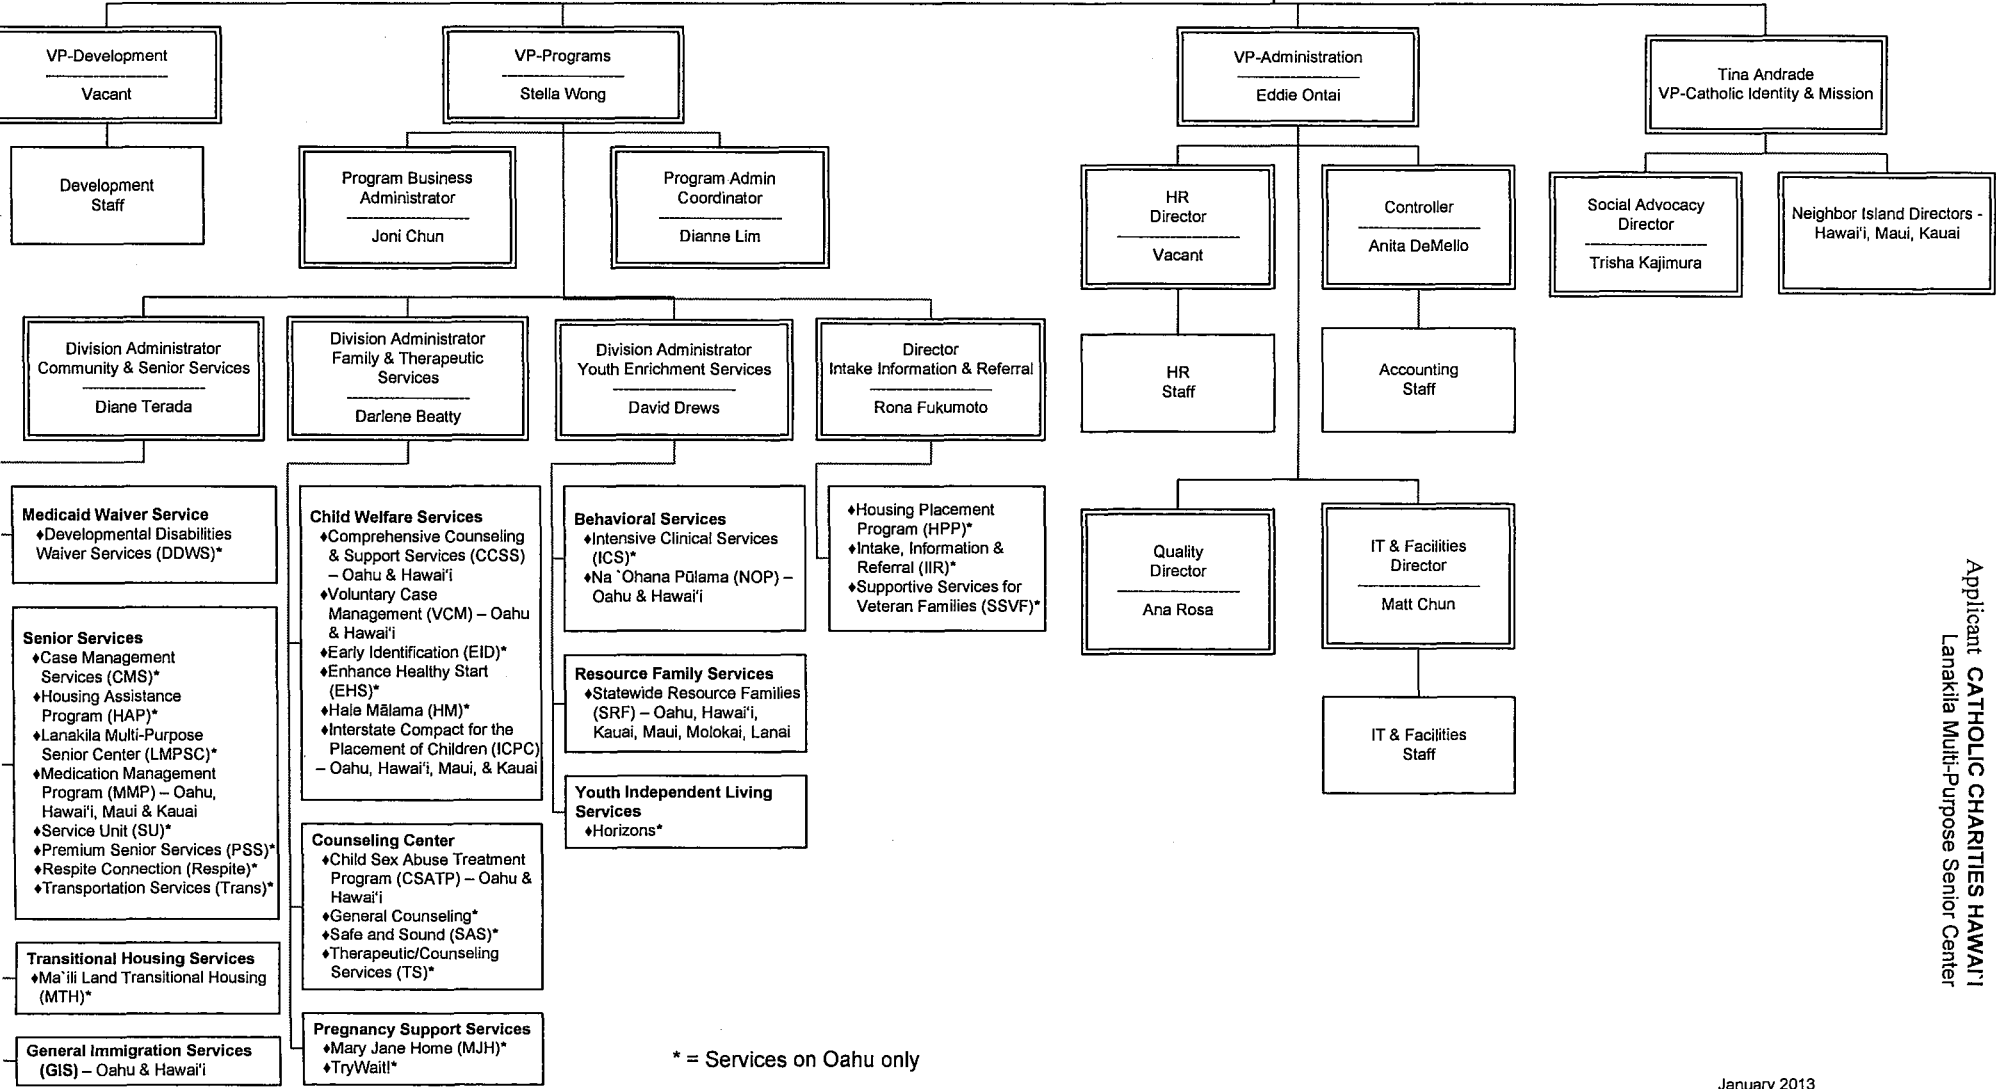 VP-Development
Vacant
VP-Programs
Stella Wong
VP-Administration
Eddie Ontai
Tina Andrade
VP-Catholic Identity & Mission
Development
Staff
Program Business
Administrator
Joni Chun
Program Admin
Coordinator
Dianne Lim
HR
Director
Vacant
Controller
Anita DeMello
Social Advocacy
Director
Trisha Kajimura
Neighbor Island Directors -
Hawai'i, Maui, Kauai
Division Administrator
Community & Senior Services
Diane Terada
Division Administrator
Family & Therapeutic
Services
Darlene Beatty
Division Administrator
Youth Enrichment Services
David Drews
Director
Intake Information & Referral
Rona Fukumoto
HR
Staff
Accounting
Staff
Medicaid Waiver Service
♦Developmental Disabilities
Waiver Services (DDWS)*
Senior Services
♦Case Management
Services (CMS)*
♦Housing Assistance
Program (HAP)*
♦Lanakila Multi-Purpose
Senior Center (LMPSC)*
♦Medication Management
Program (MMP) – Oahu,
Hawai'i, Maui & Kauai
♦Service Unit (SU)*
♦Premium Senior Services (PSS)*
♦Respite Connection (Respite)*
♦Transportation Services (Trans)*
Transitional Housing Services
♦Ma`ili Land Transitional Housing
(MTH)*
General Immigration Services
(GIS) – Oahu & Hawai'i
Child Welfare Services
♦Comprehensive Counseling
& Support Services (CCSS)
– Oahu & Hawai'i
♦Voluntary Case
Management (VCM) – Oahu
& Hawai'i
♦Early Identification (EID)*
♦Enhance Healthy Start
(EHS)*
♦Hale Mālama (HM)*
♦Interstate Compact for the
Placement of Children (ICPC)
– Oahu, Hawai'i, Maui, & Kauai
Counseling Center
♦Child Sex Abuse Treatment
Program (CSATP) – Oahu &
Hawai'i
♦General Counseling*
♦Safe and Sound (SAS)*
♦Therapeutic/Counseling
Services (TS)*
Pregnancy Support Services
♦Mary Jane Home (MJH)*
♦TryWait!*
Behavioral Services
♦Intensive Clinical Services
(ICS)*
♦Na `Ohana Pūlama (NOP) –
Oahu & Hawai'i
Resource Family Services
♦Statewide Resource Families
(SRF) – Oahu, Hawai'i,
Kauai, Maui, Molokai, Lanai
Youth Independent Living
Services
♦Horizons*
♦Housing Placement
Program (HPP)*
♦Intake, Information &
Referral (IIR)*
♦Supportive Services for
Veteran Families (SSVF)*
Quality
Director
Ana Rosa
IT & Facilities
Director
Matt Chun
IT & Facilities
Staff
Applicant CATHOLIC CHARITIES HAWAI`I
Lanakila Multi-Purpose Senior Center
* = Services on Oahu only
January 2013